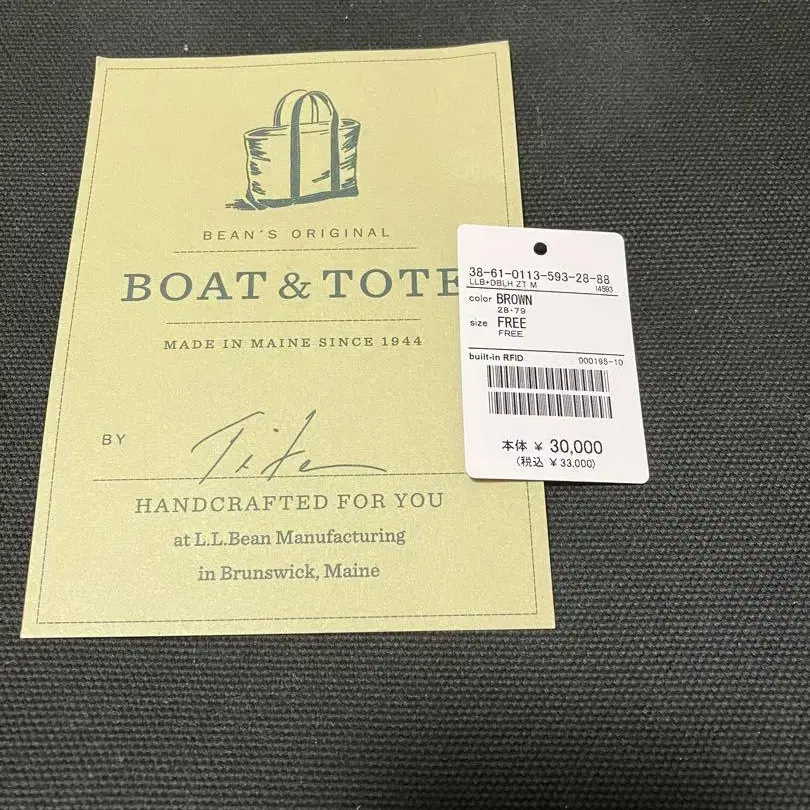 BEAN'S ORIGINAL
BOAT & TOTE
MADE IN MAINE SINCE 1944
BY
HANDCRAFTED FOR YOU
at L.L.Bean Manufacturing
in Brunswick, Maine
38-61-0113-593-28-88
LLB+DBLH ZT M 14593
color BROWN
28・79
size FREE
FREE
built-in RFID 000195-10
本体 ¥ 30,000
(税込 ¥ 33,000)